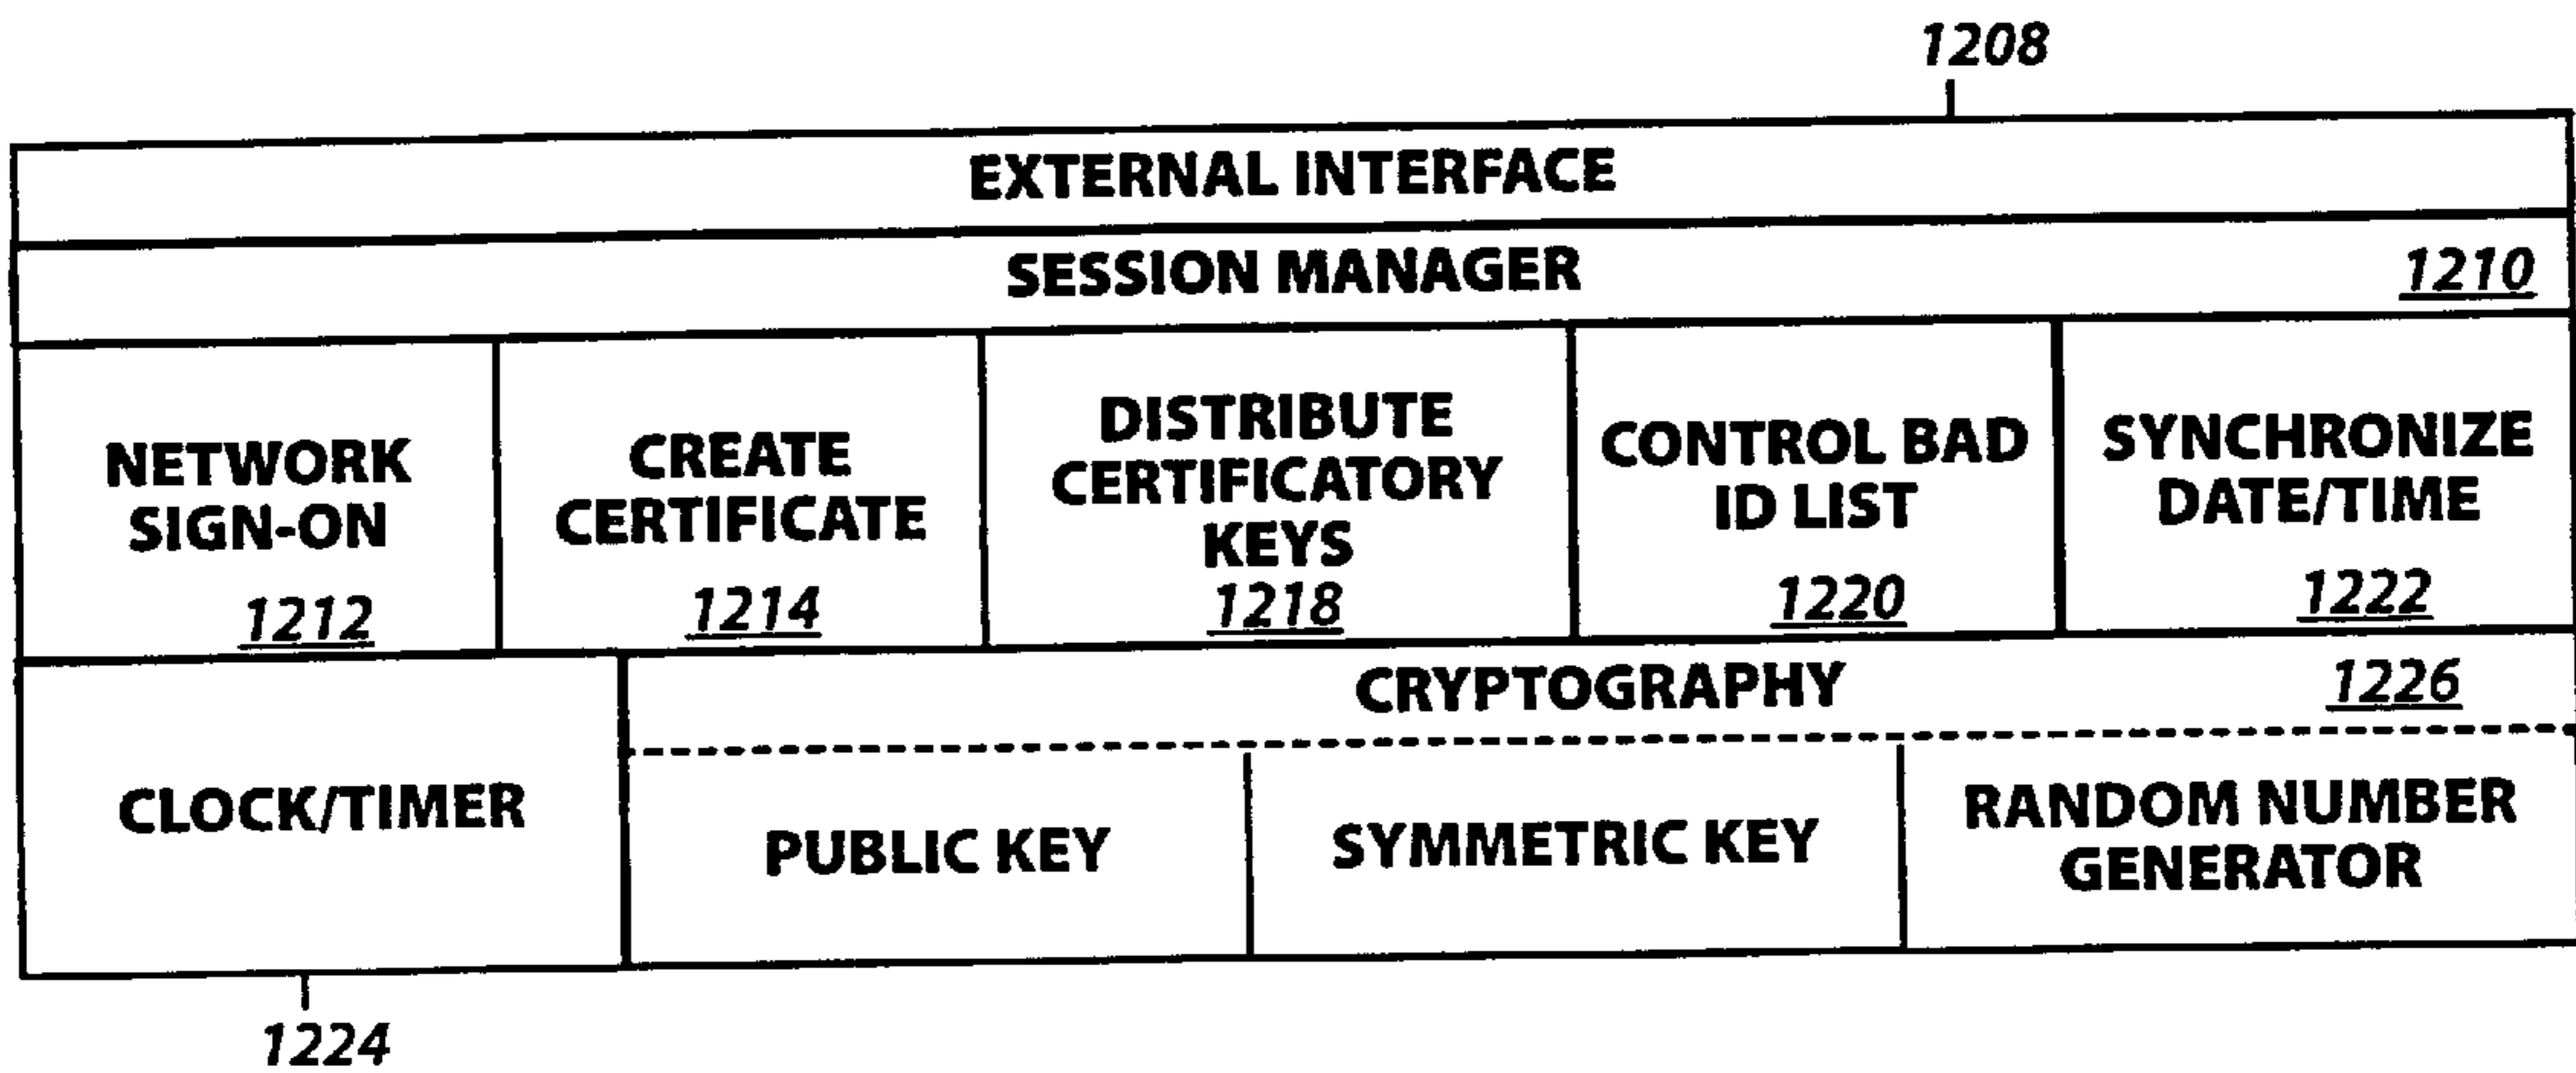 1208
EXTERNAL INTERFACE
SESSION MANAGER
1210
NETWORK
SIGN-ON
1212
CREATE
CERTIFICATE
1214
DISTRIBUTE
CERTIFICATORY
KEYS
1218
CONTROL BAD
ID LIST
1220
SYNCHRONIZE
DATE/TIME
1222
CLOCK/TIMER
CRYPTOGRAPHY
1226
PUBLIC KEY
SYMMETRIC KEY
RANDOM NUMBER
GENERATOR
1224